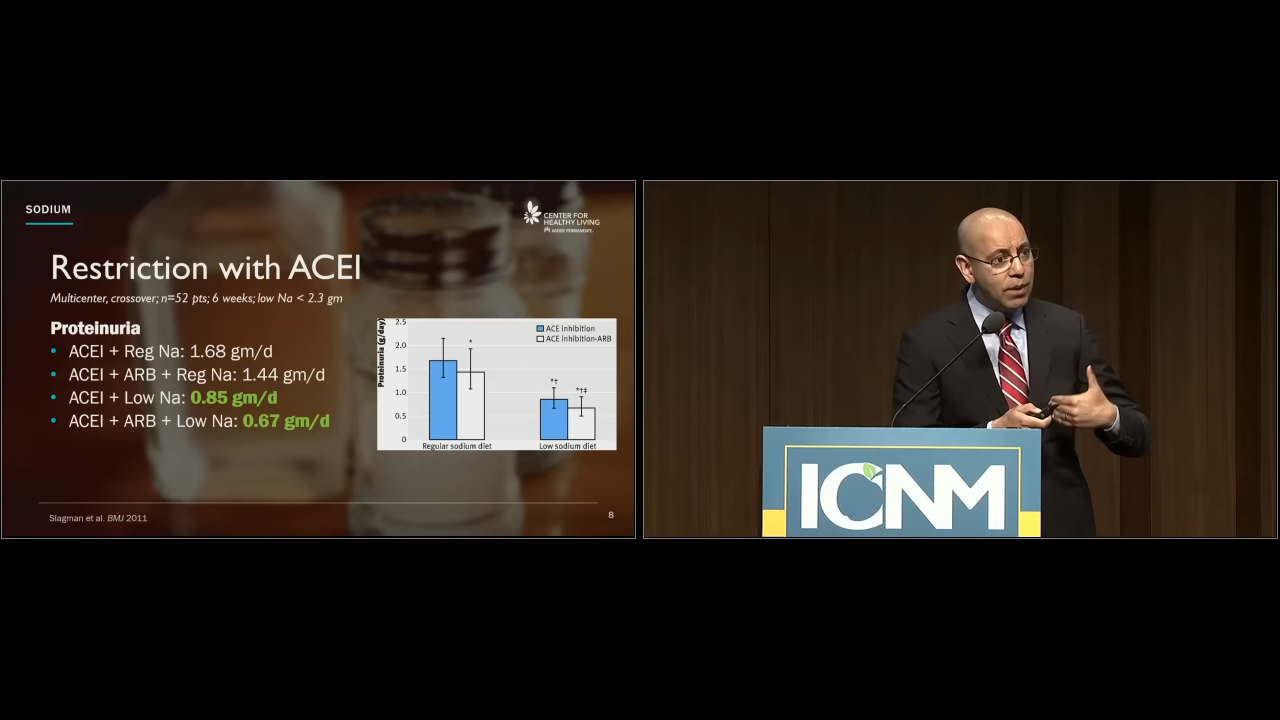 SODIUM
CENTER FOR
HEALTHY LIVING
KAISER PERMANENTE.
Restriction with ACEI
Multicenter, crossover; n=52 pts; 6 weeks; low Na < 2.3 gm
Proteinuria
• ACEI + Reg Na: 1.68 gm/d
• ACEI + ARB + Reg Na: 1.44 gm/d
• ACEI + Low Na: 0.85 gm/d
• ACEI + ARB + Low Na: 0.67 gm/d
Proteinuria (g/day)
2.5
2.0
1.5
1.0
0.5
0
ACE inhibition
ACE inhibition-ARB
*
*†
*†‡
Regular sodium diet
Low sodium diet
Slagman et al. BMJ 2011
8
ICNM